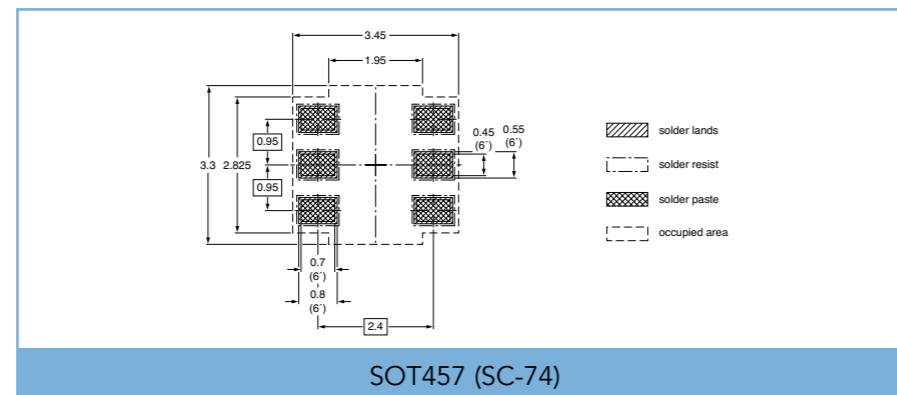 3.45
1.95
0.95
3.3 2.825
0.95
0.45
(6´)
0.55
(6´)
0.7
(6´)
0.8
(6´)
2.4
solder lands
solder resist
solder paste
occupied area
SOT457 (SC-74)